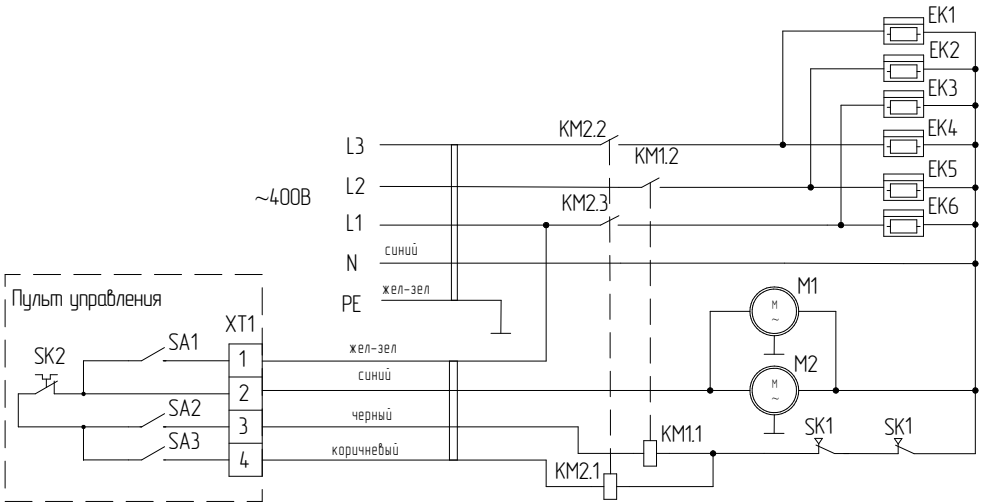 EK1
EK2
EK3
EK4
EK5
EK6
L3
L2
L1
N
PE
~400В
KM2.2
KM1.2
KM2.3
синий
жел-зел
Пульт управления
XT1
SK2
SA1
SA2
SA3
1
2
3
4
жел-зел
синий
черный
коричневый
M1
M
~
M2
M
~
KM1.1
KM2.1
SK1
SK1